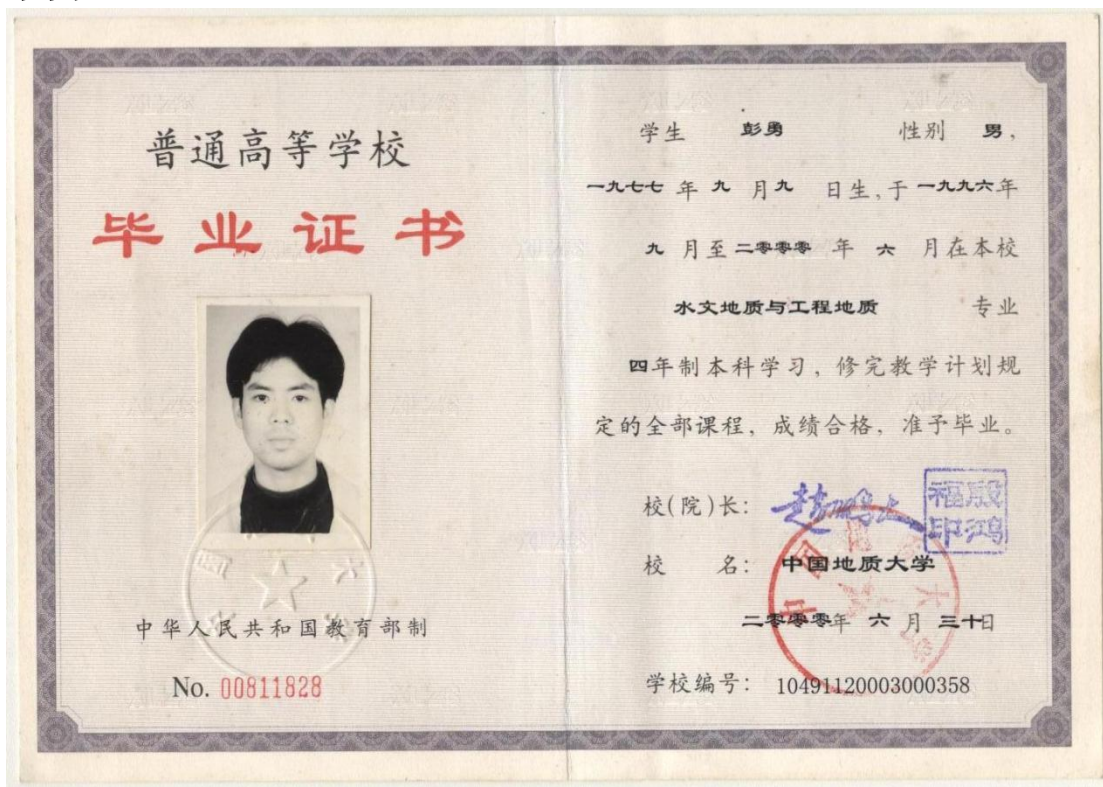 普通高等学校
毕业证书
中华人民共和国教育部制
No. 00811828
学生 彭勇 性别 男,
一九七七 年 九 月 九 日生,于 一九九六年
九 月至 二零零零 年 六 月在本校
水文地质与工程地质 专业
四年制本科学习, 修完教学计划规
定的全部课程, 成绩合格, 准予毕业。
校(院)长:
殷鸿福印
校 名: 中国地质大学
二零零零年 六 月 三十日
学校编号: 10491120003000358